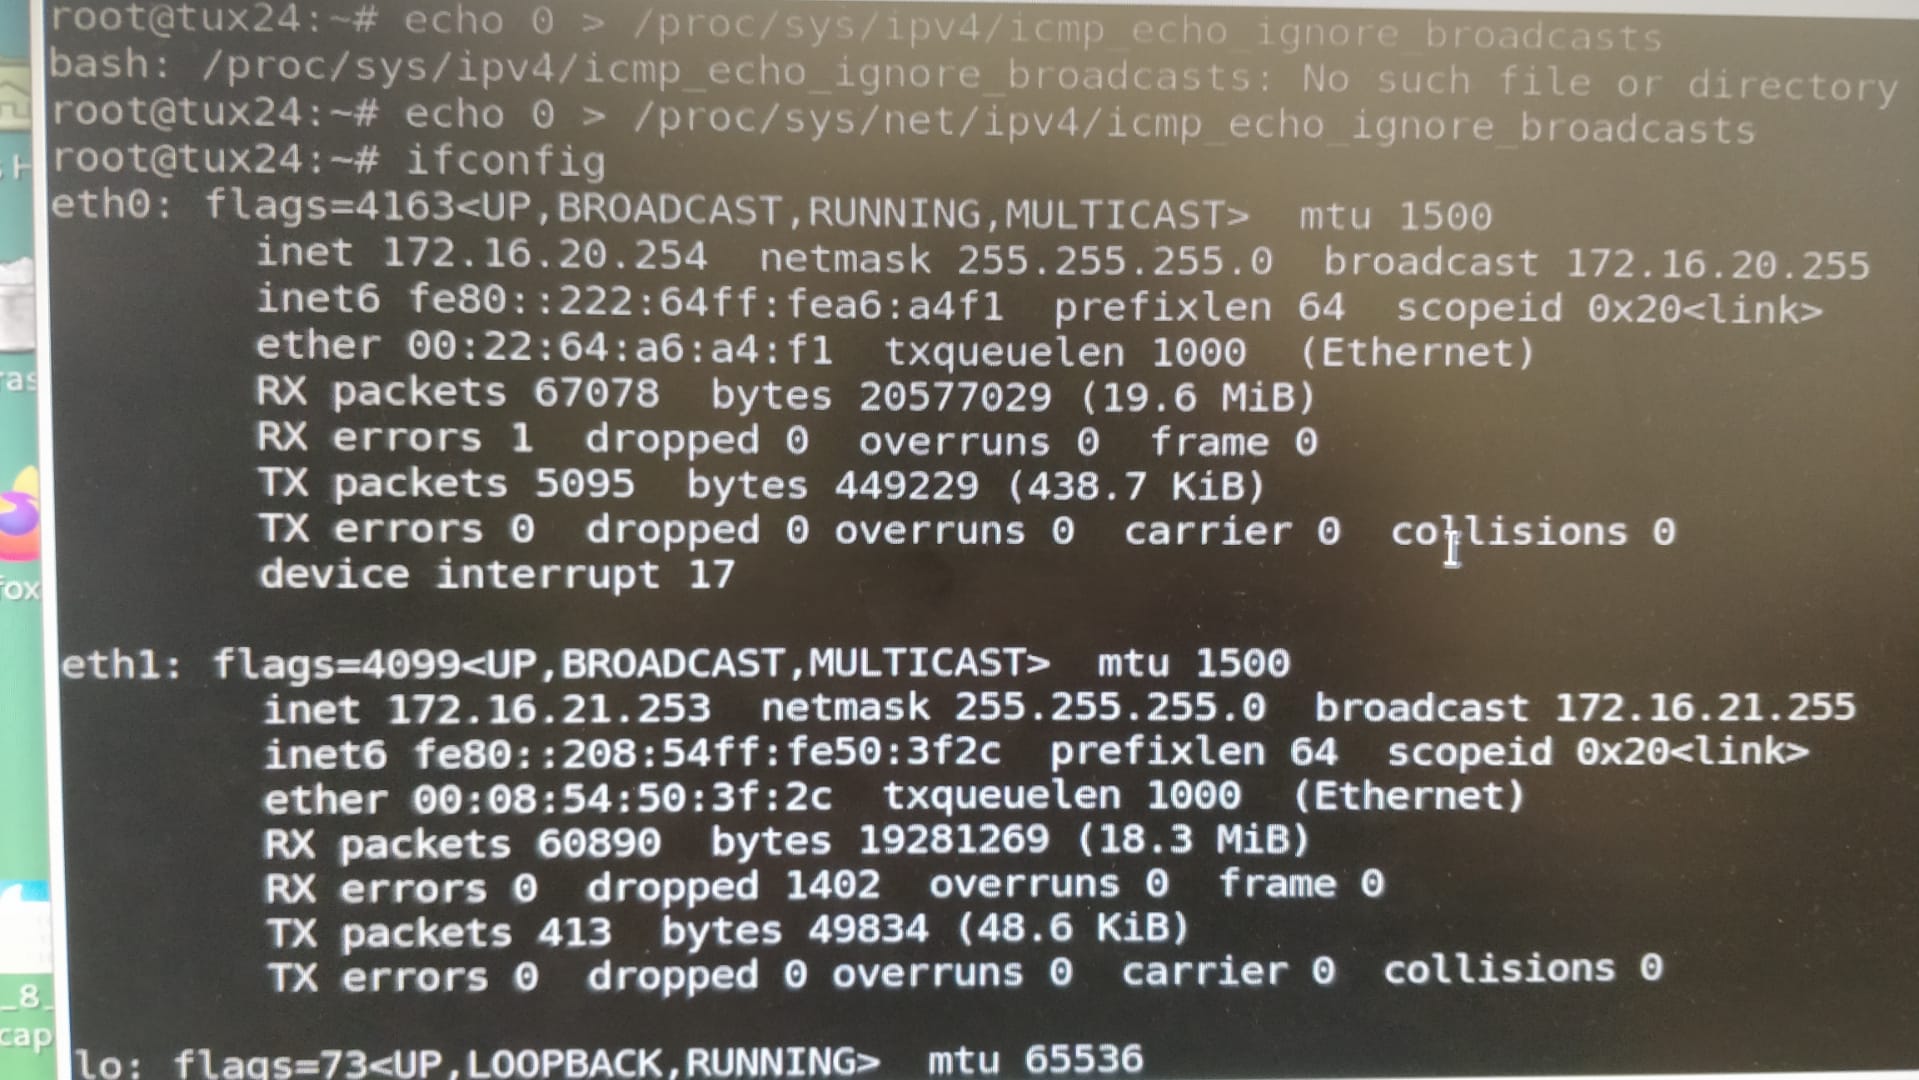 root@tux24:~# echo 0 > /proc/sys/ipv4/icmp_echo_ignore_broadcasts
bash: /proc/sys/ipv4/icmp_echo_ignore_broadcasts: No such file or directory
root@tux24:~# echo 0 > /proc/sys/net/ipv4/icmp_echo_ignore_broadcasts
root@tux24:~# ifconfig
eth0: flags=4163<UP,BROADCAST,RUNNING,MULTICAST>  mtu 1500
inet 172.16.20.254  netmask 255.255.255.0  broadcast 172.16.20.255
inet6 fe80::222:64ff:fea6:a4f1  prefixlen 64  scopeid 0x20<link>
ether 00:22:64:a6:a4:f1  txqueuelen 1000  (Ethernet)
RX packets 67078  bytes 20577029 (19.6 MiB)
RX errors 1  dropped 0  overruns 0  frame 0
TX packets 5095  bytes 449229 (438.7 KiB)
TX errors 0  dropped 0 overruns 0  carrier 0  collisions 0
device interrupt 17
eth1: flags=4099<UP,BROADCAST,MULTICAST>  mtu 1500
inet 172.16.21.253  netmask 255.255.255.0  broadcast 172.16.21.255
inet6 fe80::208:54ff:fe50:3f2c  prefixlen 64  scopeid 0x20<link>
ether 00:08:54:50:3f:2c  txqueuelen 1000  (Ethernet)
RX packets 60890  bytes 19281269 (18.3 MiB)
RX errors 0  dropped 1402  overruns 0  frame 0
TX packets 413  bytes 49834 (48.6 KiB)
TX errors 0  dropped 0 overruns 0  carrier 0  collisions 0
lo: flags=73<UP,LOOPBACK,RUNNING>  mtu 65536